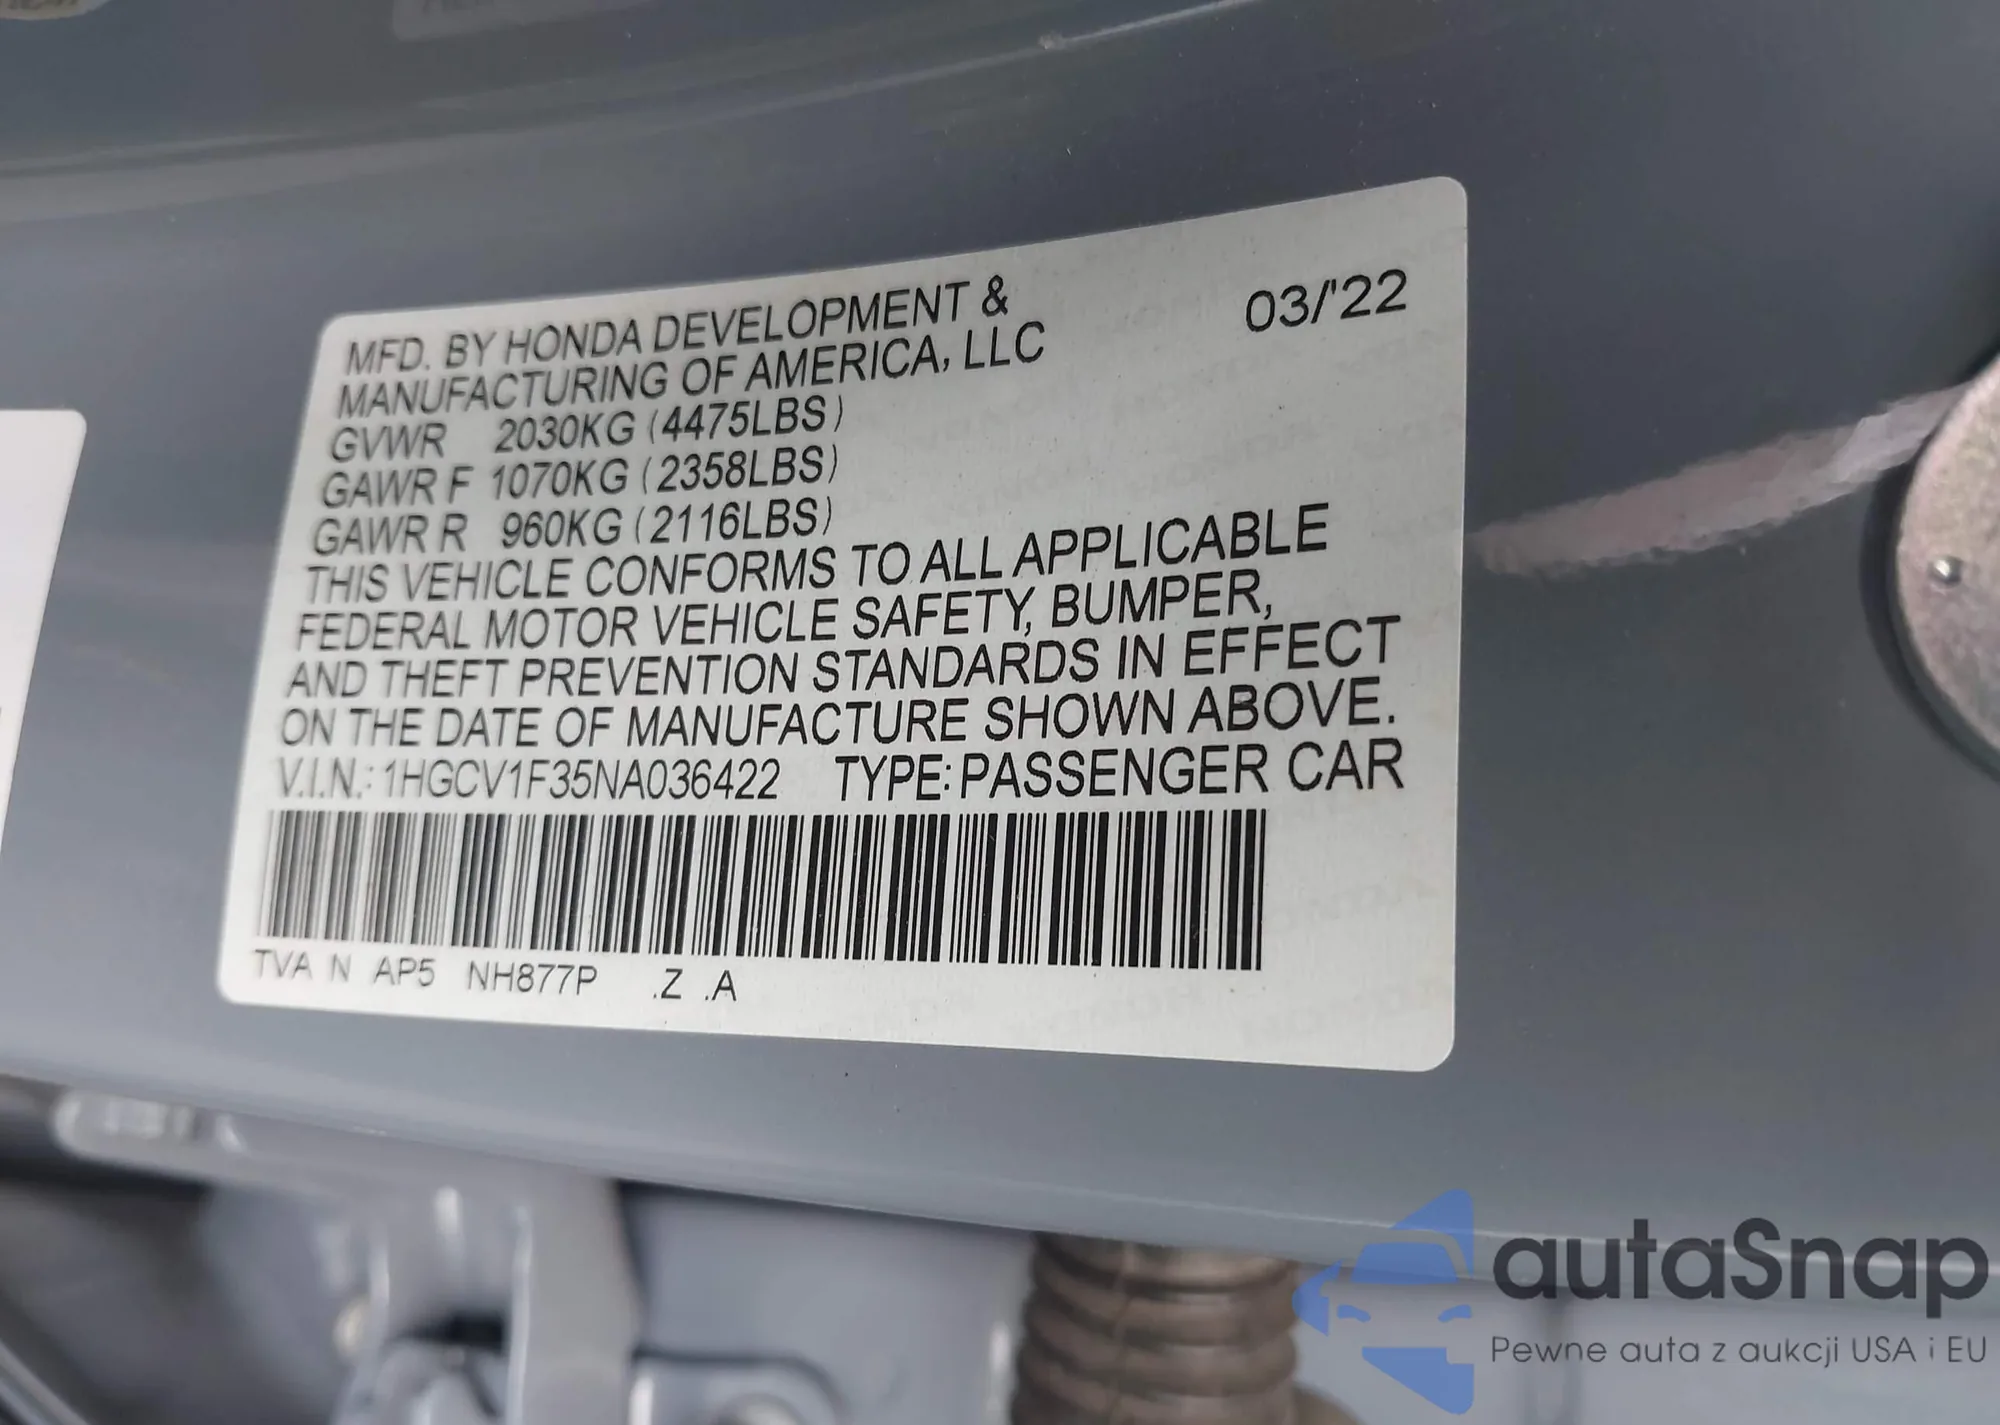 MFD. BY HONDA DEVELOPMENT &
MANUFACTURING OF AMERICA, LLC
03/'22
GVWR 2030KG (4475LBS)
GAWR F 1070KG (2358LBS)
GAWR R 960KG (2116LBS)
THIS VEHICLE CONFORMS TO ALL APPLICABLE
FEDERAL MOTOR VEHICLE SAFETY, BUMPER,
AND THEFT PREVENTION STANDARDS IN EFFECT
ON THE DATE OF MANUFACTURE SHOWN ABOVE.
V.I.N.: 1HGCV1F35NA036422 TYPE: PASSENGER CAR
TVA N AP5 NH877P .Z .A
autaSnap
Pewne auta z aukcji USA i EU